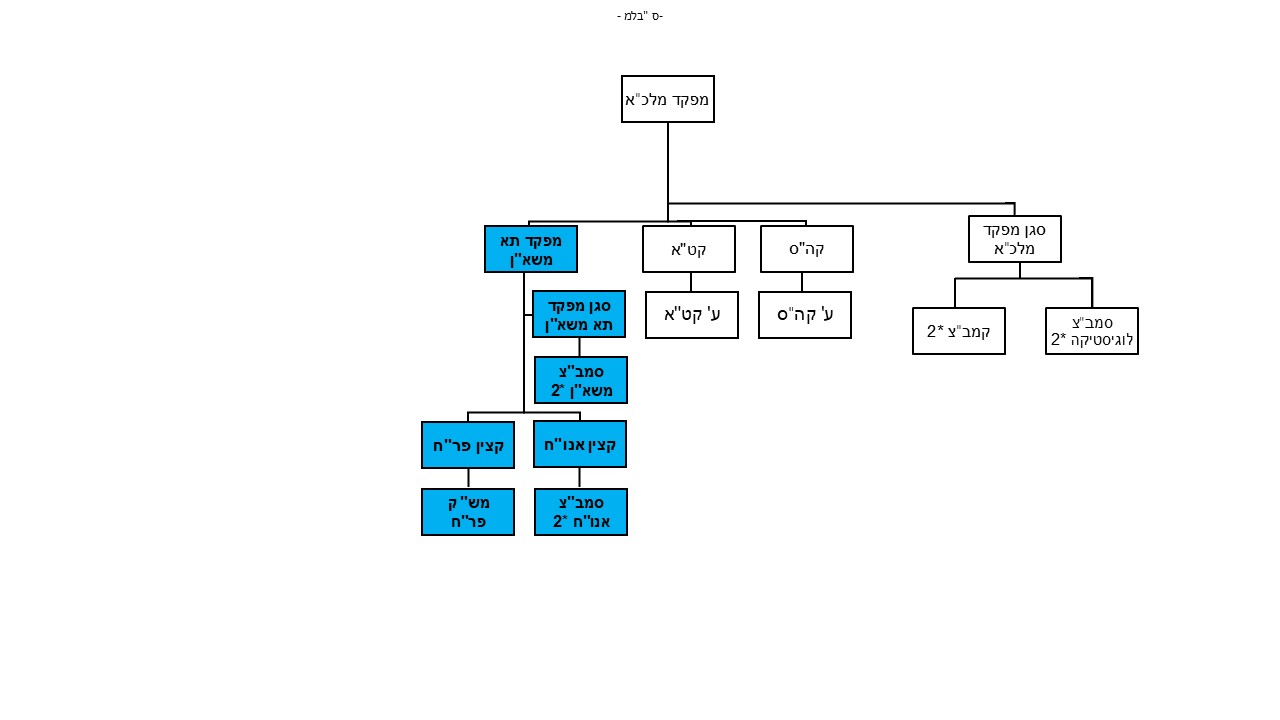 - בלמ" ס-
מפקד מלכ"א
סגן מפקד
מלכ"א
קה"ס
קט"א
מפקד תא
משא"ן
ע' קה"ס
ע' קט"א
סגן מפקד
תא משא"ן
סמב"צ
לוגיסטיקה *2
קמב"צ *2
סמב"צ
משא"ן *2
קצין אנו"ח
קצין פר"ח
סמב"צ
אנו"ח *2
מש"ק
פר"ח